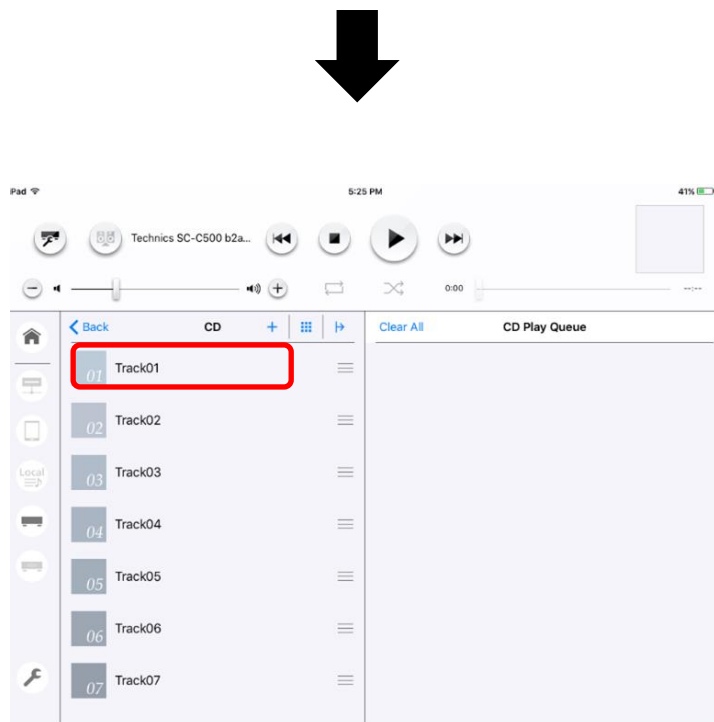 iPad 5:25 PM 41%
Technics SC-C500 b2a...
0:00 --:--
Back CD + Clear All CD Play Queue
01 Track01
02 Track02
Local 03 Track03
04 Track04
05 Track05
06 Track06
07 Track07